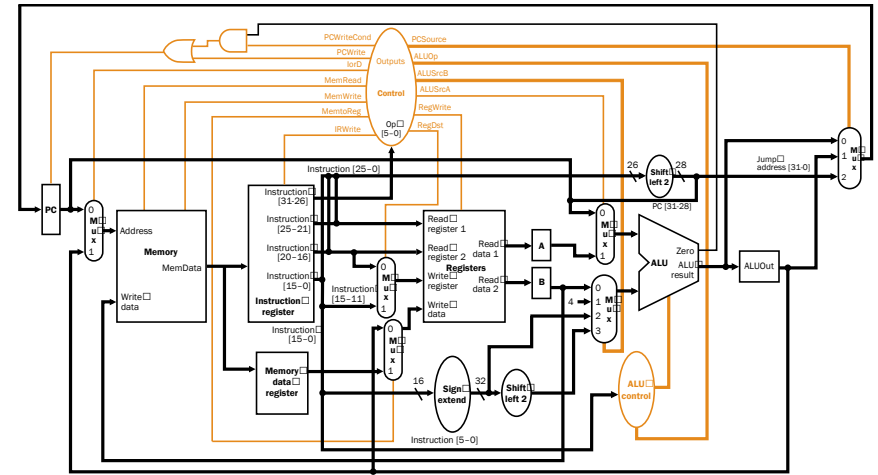 PCWriteCond
PCWrite
IorD
MemRead
MemWrite
MemtoReg
IRWrite
Outputs
Control
Op□
[5–0]
PCSource
ALUOp
ALUSrcB
ALUSrcA
RegWrite
RegDst
PC
0
M□
u□
x
1
Address
Memory
MemData
Write□
data
Instruction [25–0]
Instruction□
[31-26]
Instruction□
[25–21]
Instruction□
[20–16]
Instruction□
[15–0]
Instruction□
register
Instruction□
[15–0]
Memory□
data□
register
Instruction□
[15–11]
0
M□
u□
x
1
0
M□
u□
x
1
Read□
register 1
Read□
register 2
Registers
Write□
register
Write□
data
Read□
data 1
Read□
data 2
A
B
16
Sign□
extend
32
Shift□
left 2
Instruction [5–0]
26
Shift□
left 2
28
PC [31-28]
Jump□
address [31-0]
0
M□
u□
x
1
4
0
1
M□
u□
x
2
3
Zero
ALU
ALU□
result
ALUOut
ALU□
control
0
1
2
M□
u□
x